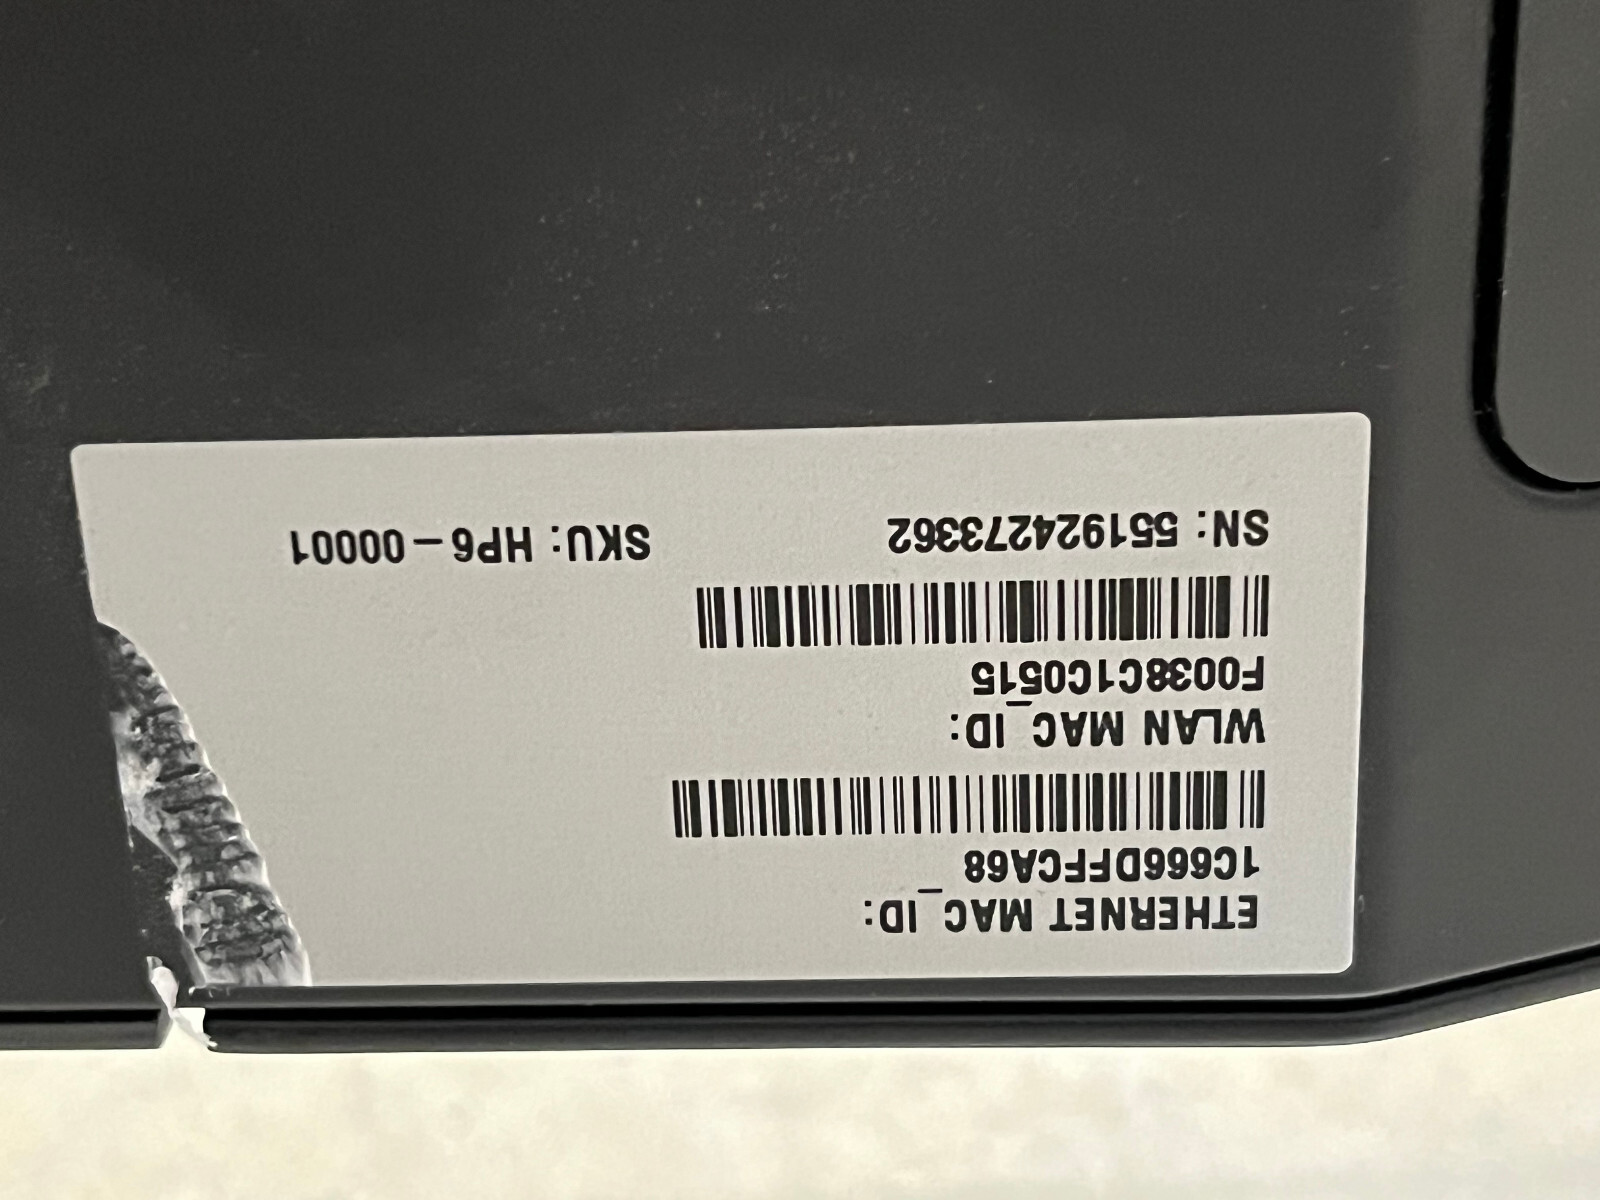 ETHERNET MAC_ID:
1C666DFFCA68
WLAN MAC_ID:
F0038C1C0515
SN: 551924273362
SKU: HP6-00001